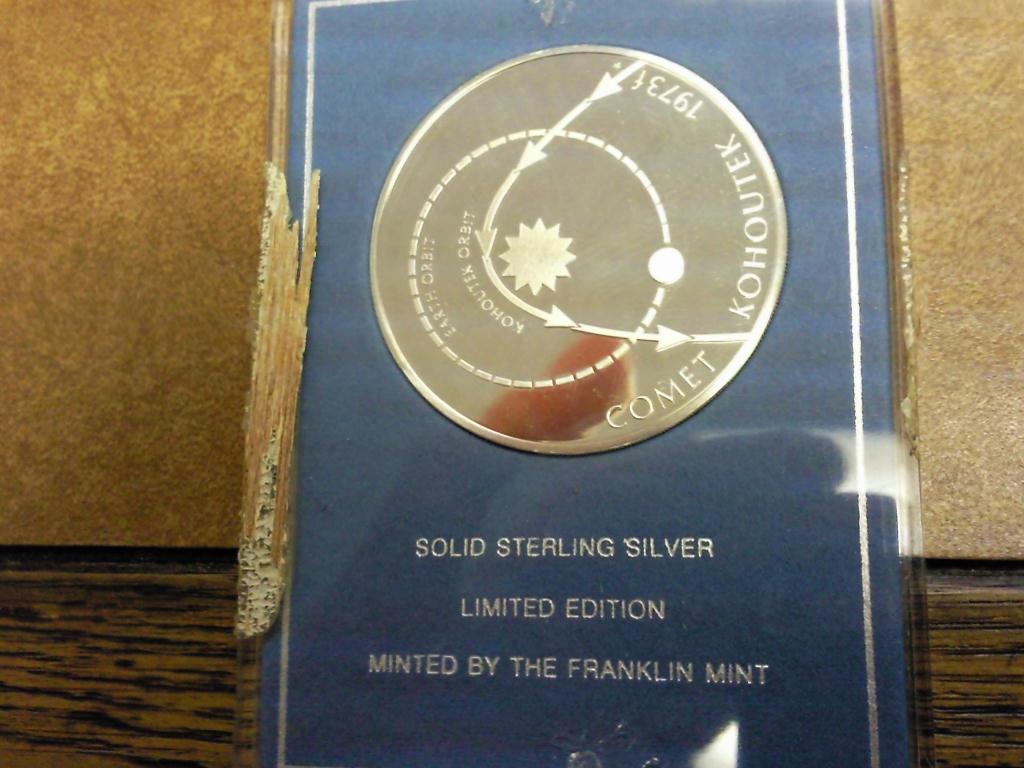 COMET KOHOUTEK 1973f
EARTH ORBIT
KOHOUTEK ORBIT
SOLID STERLING SILVER
LIMITED EDITION
MINTED BY THE FRANKLIN MINT